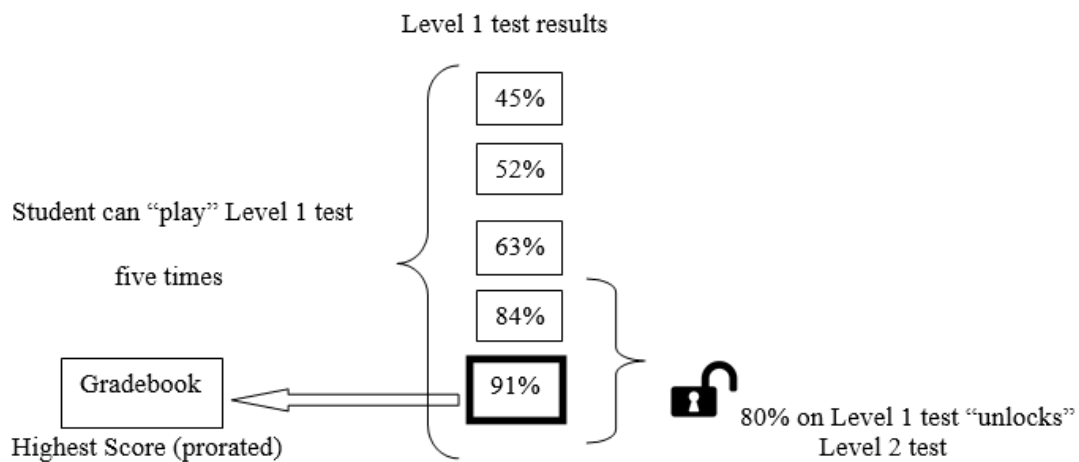 Level 1 test results
45%
52%
Student can “play” Level 1 test
63%
five times
84%
Gradebook
91%
80% on Level 1 test “unlocks”
Highest Score (prorated)
Level 2 test